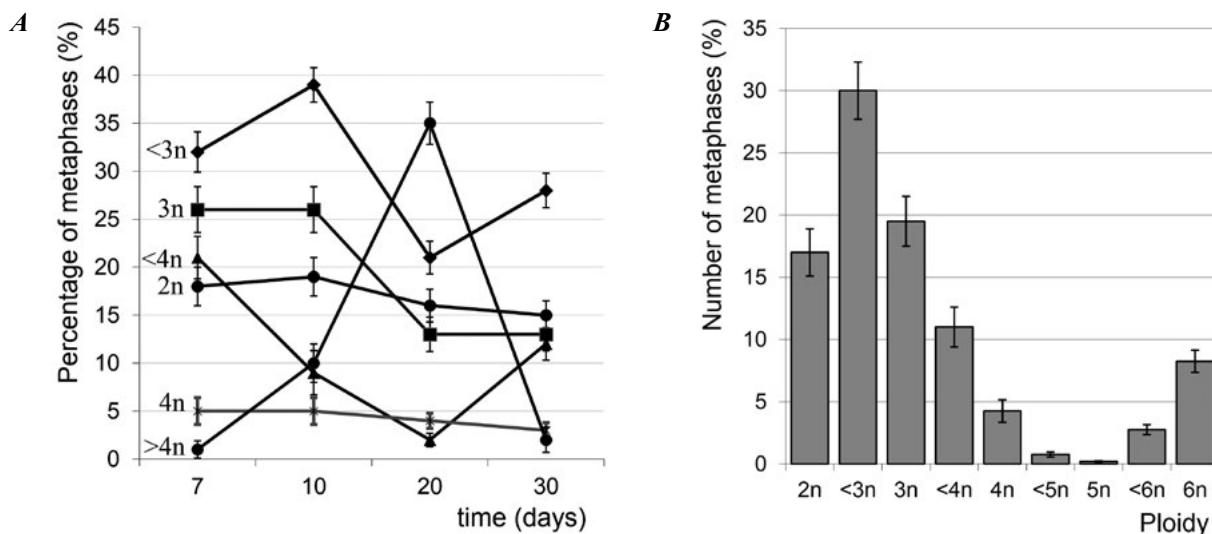 A
Percentage of metaphases (%)
45
40
35
30
25
20
15
10
5
0
<3n
3n
<4n
2n
4n
>4n
7 10 20 30
time (days)
B
Number of metaphases (%)
35
30
25
20
15
10
5
0
2n <3n 3n <4n 4n <5n 5n <6n 6n
Ploidy